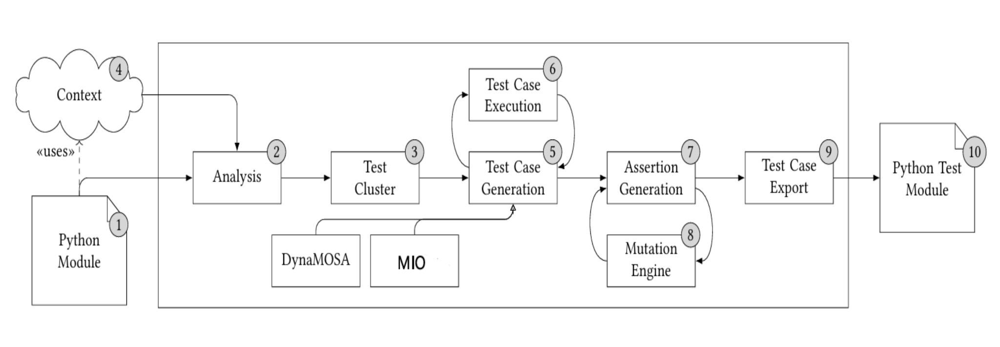 4
Context
«uses»
1
Python
Module
2
Analysis
3
Test
Cluster
6
Test Case
Execution
5
Test Case
Generation
DynaMOSA
MIO
7
Assertion
Generation
8
Mutation
Engine
9
Test Case
Export
10
Python Test
Module